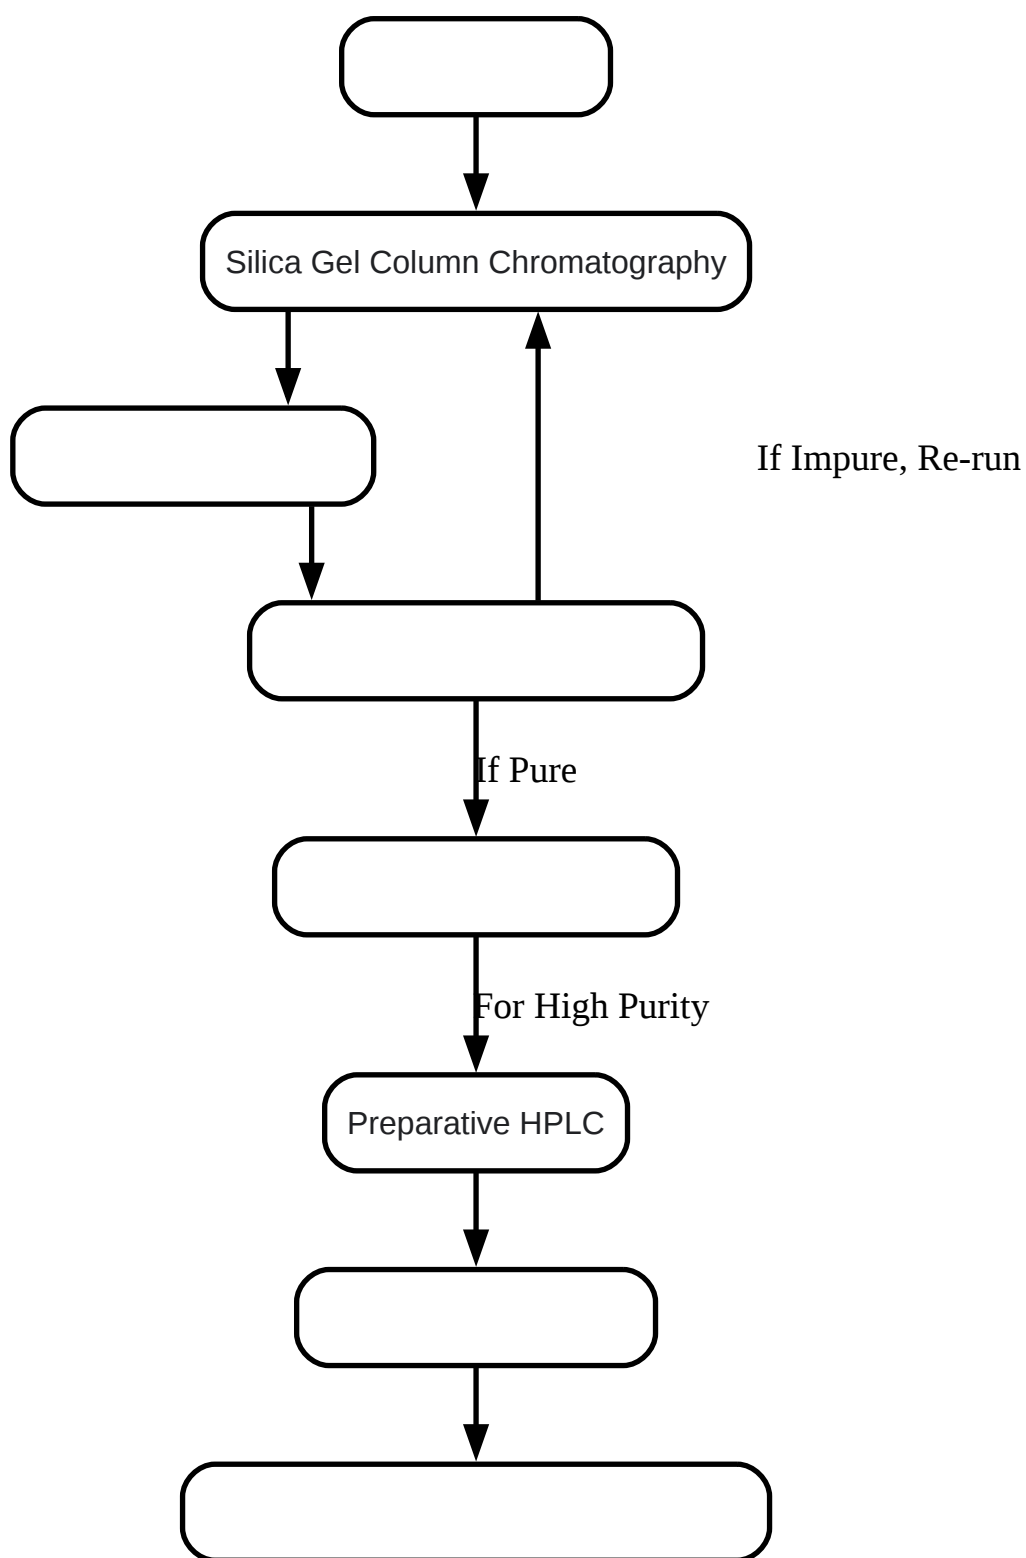 Silica Gel Column Chromatography
If Impure, Re-run
If Pure
For High Purity
Preparative HPLC